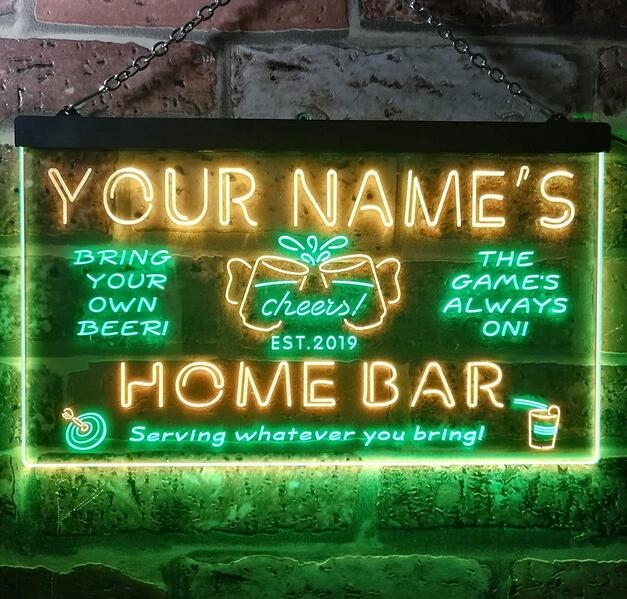 YOUR NAME'S
BRING
YOUR
OWN
BEER!
cheers!
EST.2019
THE
GAME'S
ALWAYS
ON!
HOME BAR
Serving whatever you bring!